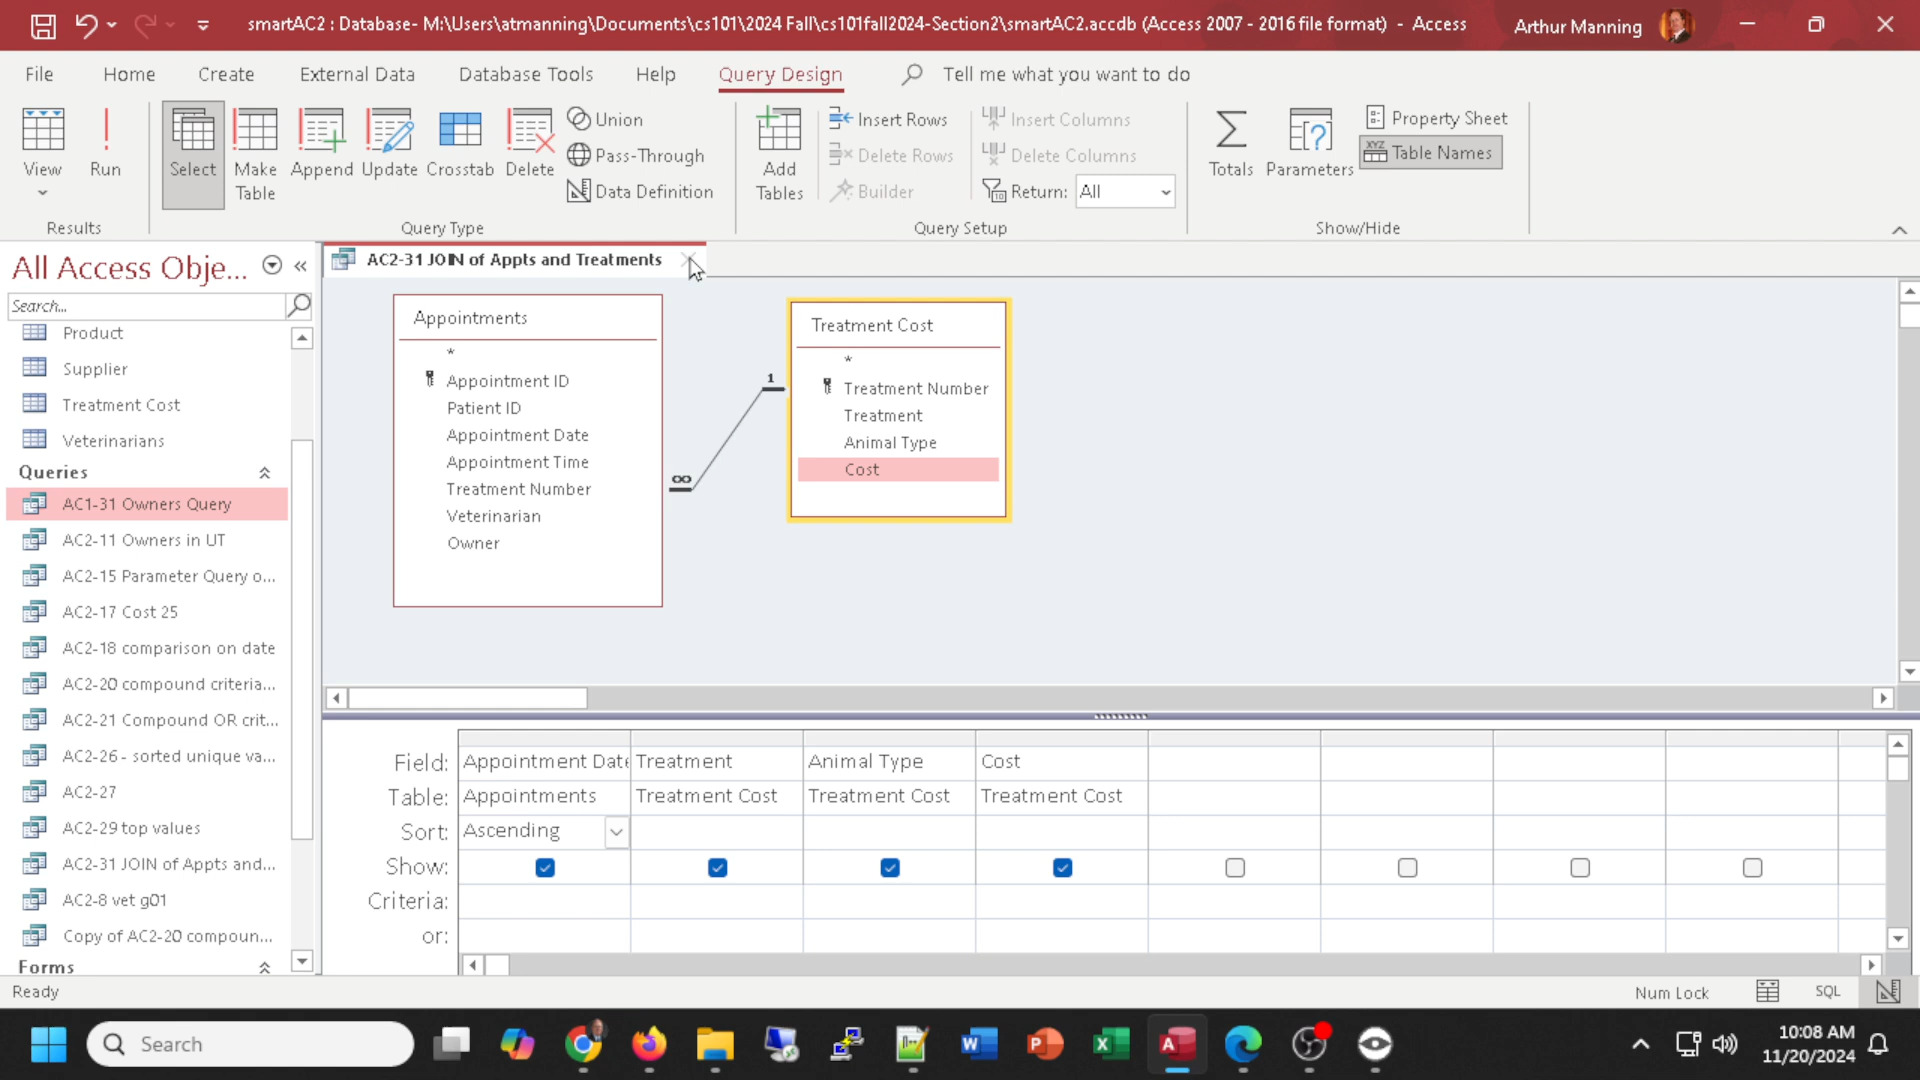 smartAC2 : Database- M:\Users\atmanning\Documents\cs101\2024 Fall\cs101fall2024-Section2\smartAC2.accdb (Access 2007 - 2016 file format) - Access
Arthur Manning
File
Home
Create
External Data
Database Tools
Help
Query Design
Tell me what you want to do
View
Run
Results
Select
Make
Table
Append
Update
Crosstab
Delete
Union
Pass-Through
Data Definition
Query Type
Add
Tables
Insert Rows
Delete Rows
Builder
Insert Columns
Delete Columns
Return: All
Query Setup
Totals
Parameters
Property Sheet
Table Names
Show/Hide
All Access Obje...
Search...
Product
Supplier
Treatment Cost
Veterinarians
Queries
AC1-31 Owners Query
AC2-11 Owners in UT
AC2-15 Parameter Query o...
AC2-17 Cost 25
AC2-18 comparison on date
AC2-20 compound criteria...
AC2-21 Compound OR crit...
AC2-26 - sorted unique va...
AC2-27
AC2-29 top values
AC2-31 JOIN of Appts and...
AC2-8 vet g01
Copy of AC2-20 compoun...
Forms
AC2-31 JOIN of Appts and Treatments
Appointments
*
Appointment ID
Patient ID
Appointment Date
Appointment Time
Treatment Number
Veterinarian
Owner
∞
1
Treatment Cost
*
Treatment Number
Treatment
Animal Type
Cost
Field: Appointment Date Treatment Animal Type Cost
Table: Appointments Treatment Cost Treatment Cost Treatment Cost
Sort: Ascending
Show:
Criteria:
or:
Ready
Num Lock
SQL
Search
10:08 AM
11/20/2024